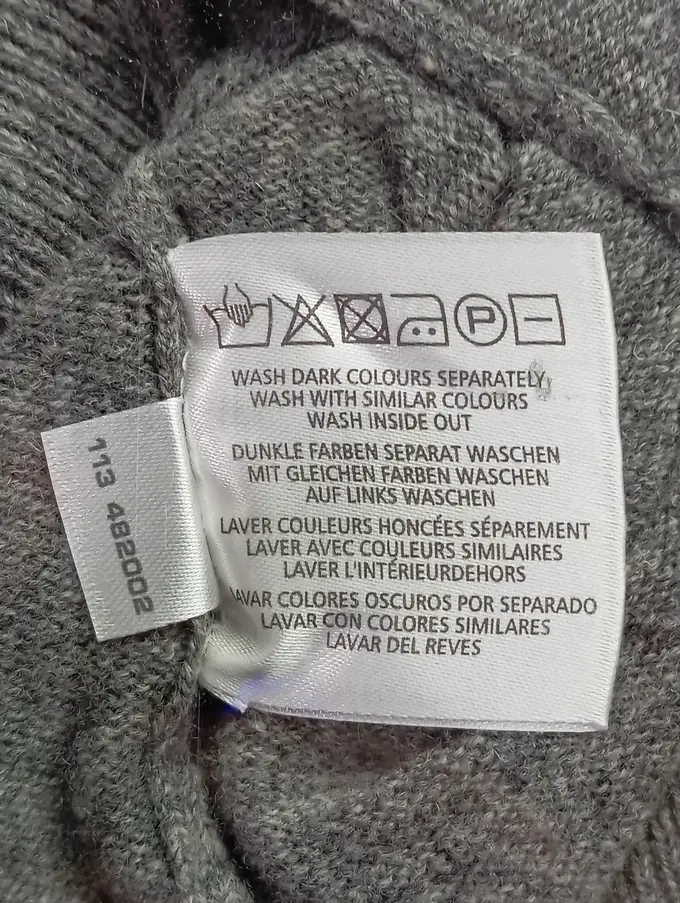 P
WASH DARK COLOURS SEPARATELY,
WASH WITH SIMILAR COLOURS
WASH INSIDE OUT
DUNKLE FARBEN SEPARAT WASCHEN
MIT GLEICHEN FARBEN WASCHEN
AUF LINKS WASCHEN
LAVER COULEURS HONCÉES SÉPAREMENT
LAVER AVEC COULEURS SIMILAIRES
LAVER L'INTÉRIEURDEHORS
LAVAR COLORES OSCUROS POR SEPARADO
LAVAR CON COLORES SIMILARES
LAVAR DEL REVÉS
113 482002